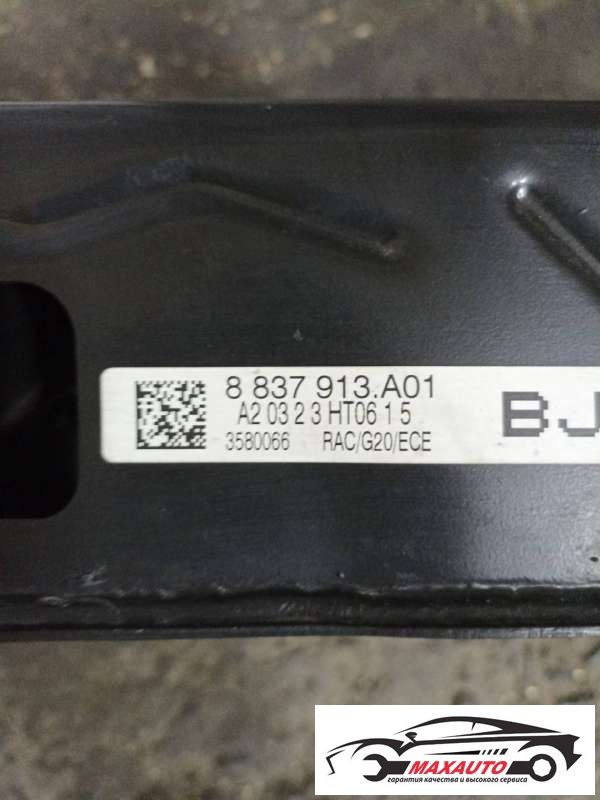 8 837 913.A01
A2 03 2 3 HT06 1 5
3580066 RAC/G20/ECE
BJ
MAXAUTO
гарантия качества и высокого сервиса